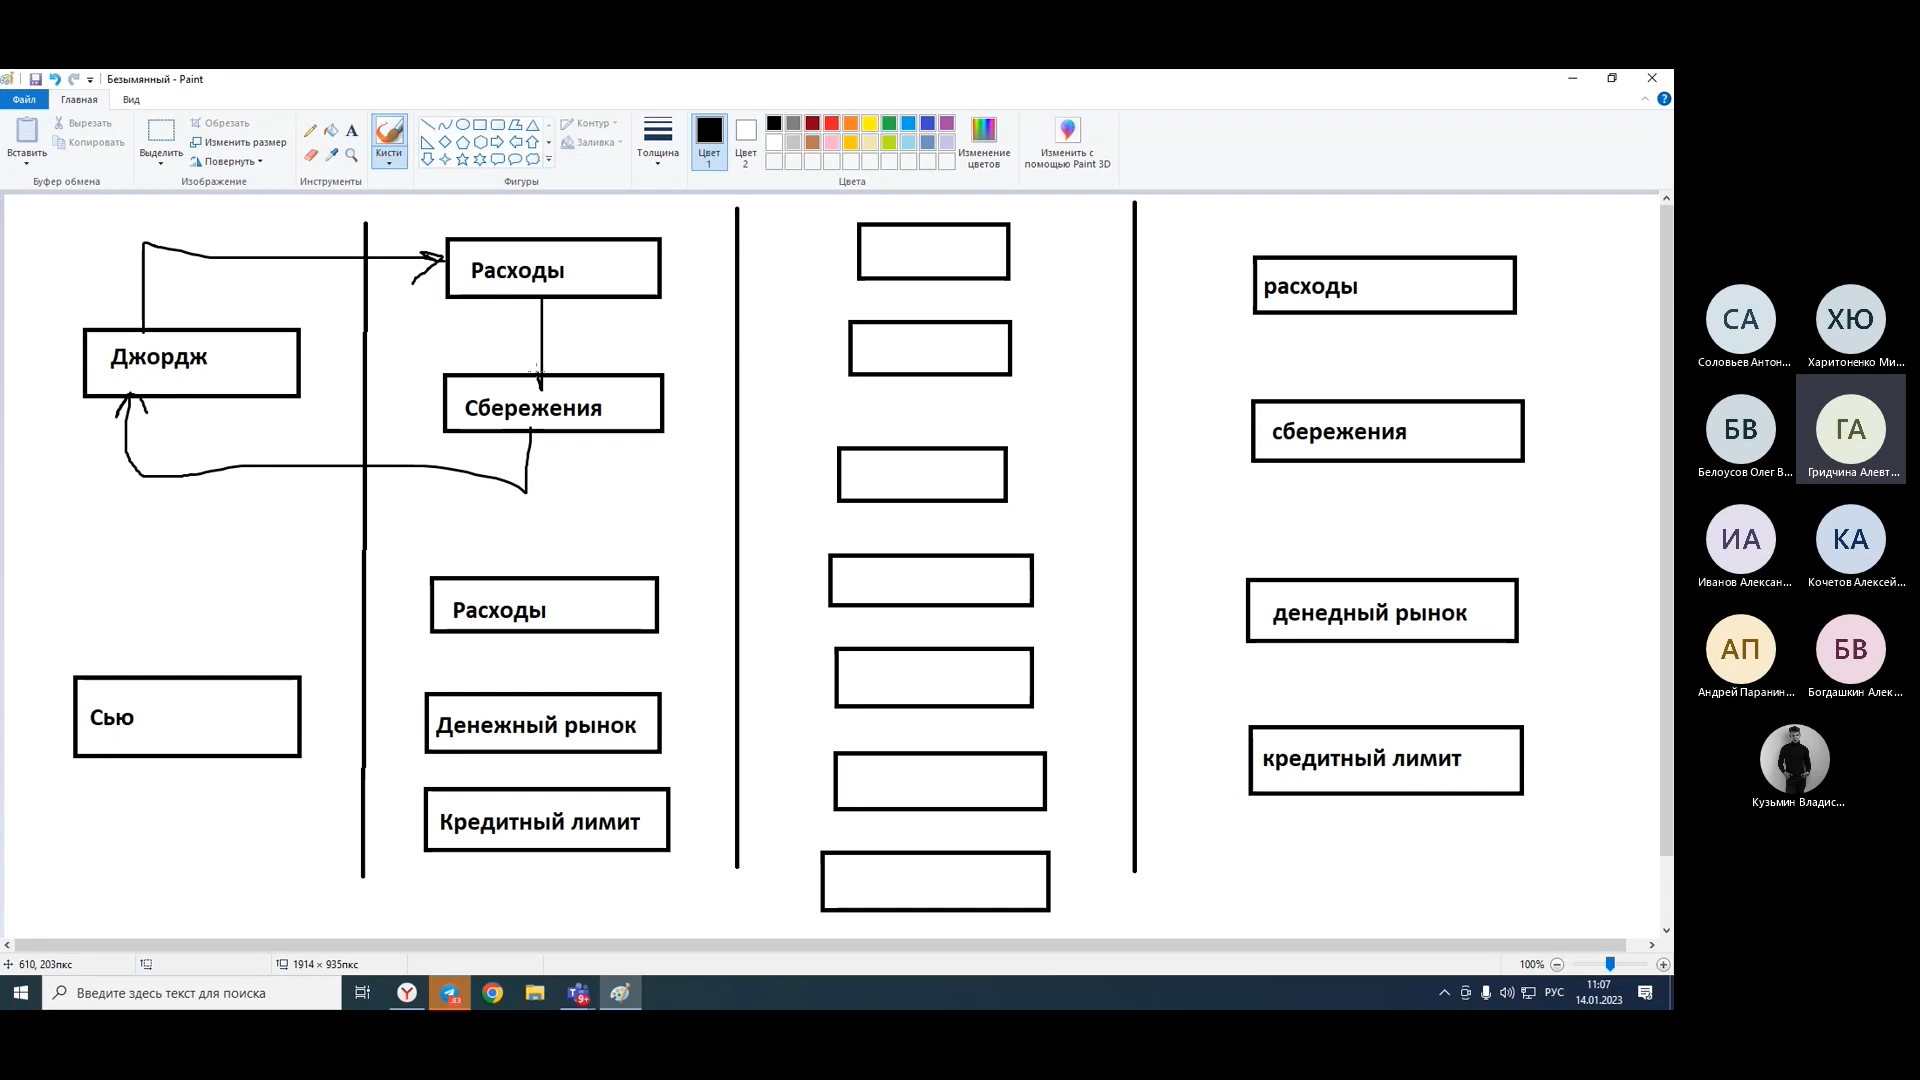 Безымянный - Paint
Файл
Главная
Вид
Вставить
Вырезать
Копировать
Буфер обмена
Выделить
Обрезать
Изменить размер
Повернуть
Изображение
A
Инструменты
Кисти
Фигуры
Контур
Заливка
Толщина
Цвет
1
Цвет
2
Цвета
Изменение
цветов
Изменить с
помощью Paint 3D
Джордж
Сью
Расходы
Сбережения
Расходы
Денежный рынок
Кредитный лимит
расходы
сбережения
денедный рынок
кредитный лимит
СА
Соловьев Антон...
ХЮ
Харитоненко Ми...
БВ
Белоусов Олег В...
ГА
Гридчина Алевт...
ИА
Иванов Алексан...
КА
Кочетов Алексей...
АП
Андрей Паранин...
БВ
Богдашкин Алек...
Кузьмин Владис...
610, 203пкс
1914 × 935пкс
100%
Введите здесь текст для поиска
83
9+
РУС
11:07
14.01.2023